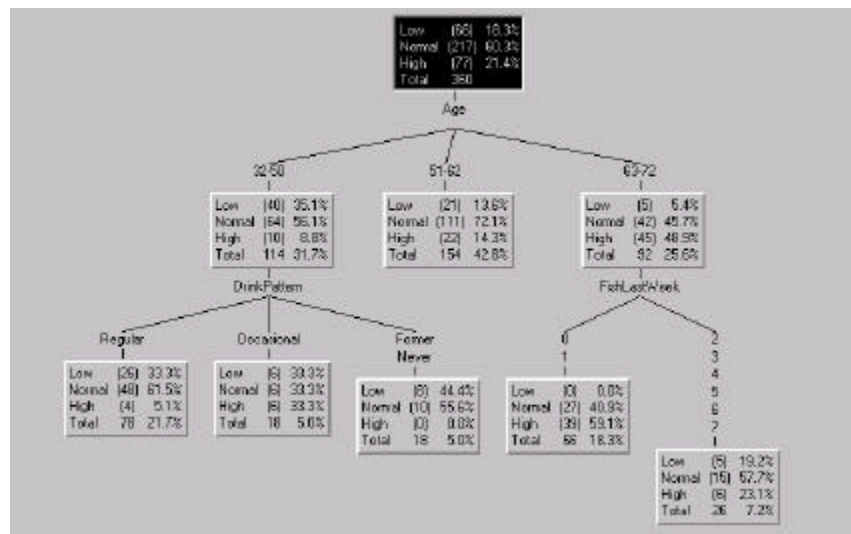 Low (66) 18.3%
Normal (217) 60.3%
High (77) 21.4%
Total 360
Age
32-50 51-62 63-72
Low (40) 35.1%
Normal (64) 56.1%
High (10) 8.8%
Total 114 31.7%
Low (21) 13.6%
Normal (111) 72.1%
High (22) 14.3%
Total 154 42.8%
Low (5) 5.4%
Normal (42) 45.7%
High (45) 48.9%
Total 92 25.6%
DrinkPattern
FishLastWeek
Regular
Occasional
Former
Never
0
1
2
3
4
5
6
7
Low (26) 33.3%
Normal (48) 61.5%
High (4) 5.1%
Total 78 21.7%
Low (6) 33.3%
Normal (6) 33.3%
High (6) 33.3%
Total 18 5.0%
Low (8) 44.4%
Normal (10) 55.6%
High (0) 0.0%
Total 18 5.0%
Low (0) 0.0%
Normal (27) 40.9%
High (39) 59.1%
Total 66 18.3%
Low (5) 19.2%
Normal (15) 57.7%
High (6) 23.1%
Total 26 7.2%